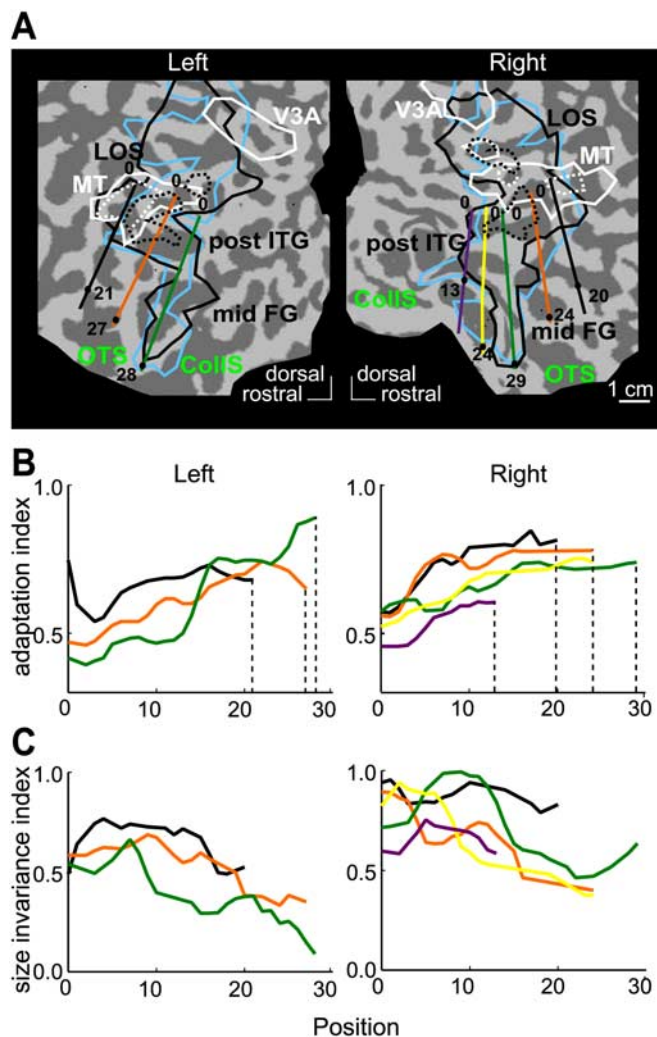 A
Left Right
V3A V3A
LOS LOS
MT MT
0 0 0 0 0 0 0 0
post ITG post ITG
21 13 20
CollS
mid FG 24 mid FG
27 24
OTS CollS
28 29 OTS
dorsal dorsal
rostral rostral 1 cm
B
Left Right
adaptation index
1.0 1.0
0.5 0.5
0 10 20 30 0 10 20 30
C
size invariance index
1.0 1.0
0.5 0.5
0.0 0.0
0 10 20 30 0 10 20 30
Position